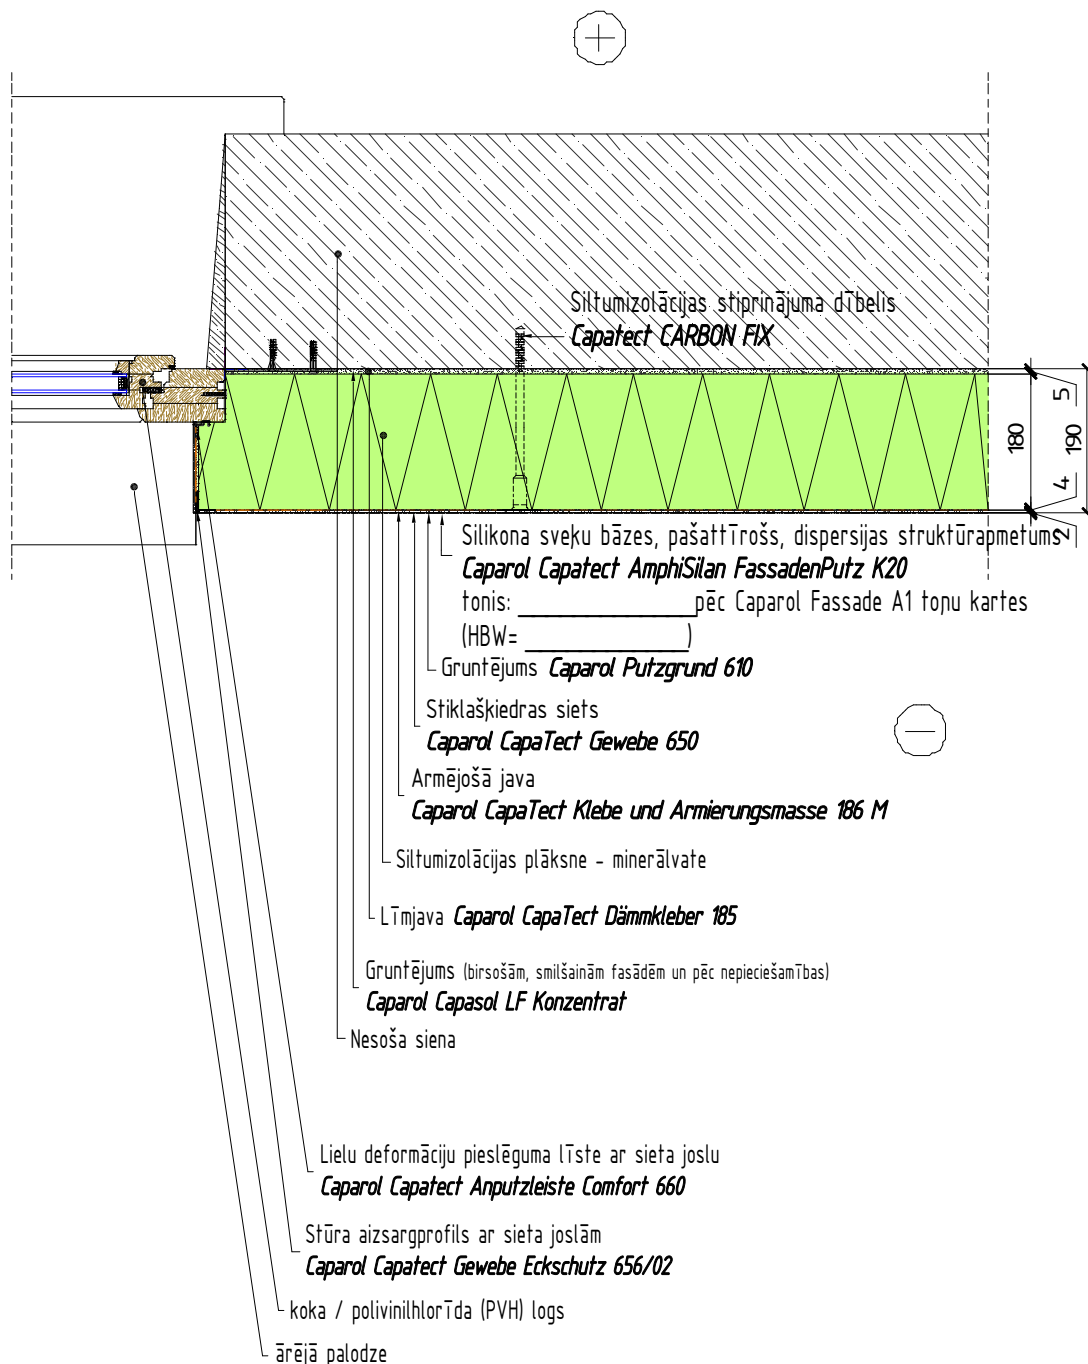 Siltumizolācijas stiprinājuma dībelis
Capatect CARBON FIX
5
180
190
4
2
Silikona sveķu bāzes, pašattīrošs, dispersijas struktūrapmetums
Caparol Capatect AmphiSilan FassadenPutz K20
tonis: ______________ pēc Caparol Fassade A1 toņu kartes
(HBW= _____________)
Gruntējums Caparol Putzgrund 610
Stiklašķiedras siets
Caparol CapaTect Gewebe 650
Armējošā java
Caparol CapaTect Klebe und Armierungsmasse 186 M
Siltumizolācijas plāksne - minerālvate
Līmjava Caparol CapaTect Dämmkleber 185
Gruntējums (birsošām, smilšainām fasādēm un pēc nepieciešamības)
Caparol Capasol LF Konzentrat
Nesoša siena
Lielu deformāciju pieslēguma līste ar sieta joslu
Caparol Capatect Anputzleiste Comfort 660
Stūra aizsargprofils ar sieta joslām
Caparol Capatect Gewebe Eckschutz 656/02
koka / polivinilhlorīda (PVH) logs
ārējā palodze